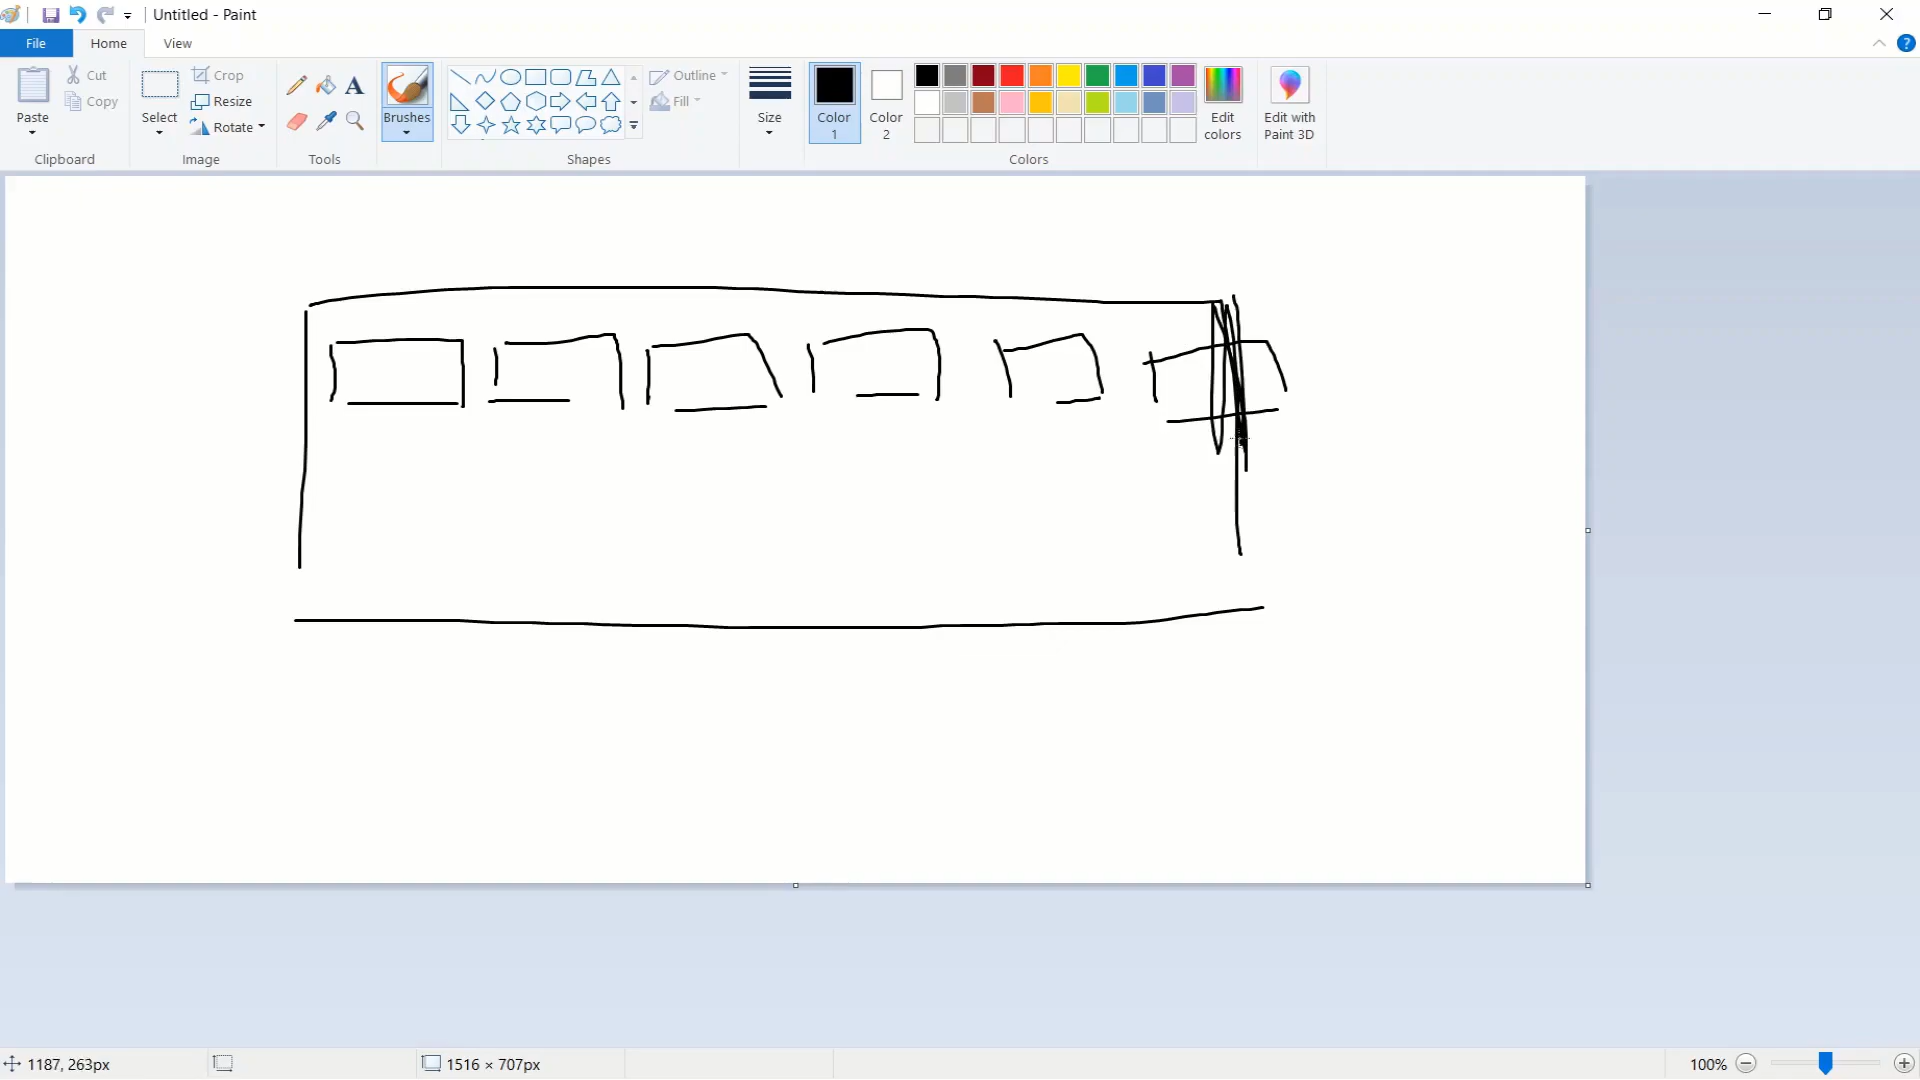 Untitled - Paint
File
Home
View
Paste
Cut
Copy
Clipboard
Select
Crop
Resize
Rotate
Image
A
Tools
Brushes
Shapes
Outline
Fill
Size
Color
1
Color
2
Edit
colors
Colors
Edit with
Paint 3D
?
1187, 263px
1516 × 707px
100%